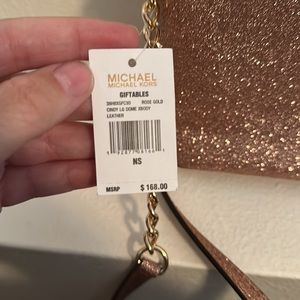 MICHAEL
MICHAEL KORS
GIFTABLES
ROSE GOLD
CINDY LG DOME XBODY
LEATHER
NS
MSRP $ 168.00